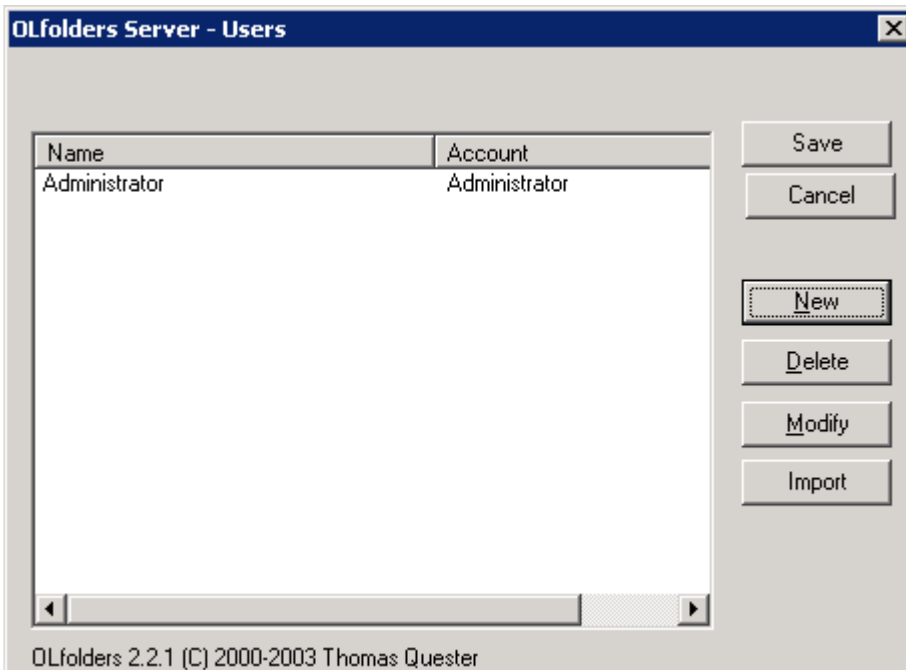 OLfolders Server - Users
Name Account
Administrator Administrator
Save
Cancel
New
Delete
Modify
Import
OLfolders 2.2.1 (C) 2000-2003 Thomas Quester